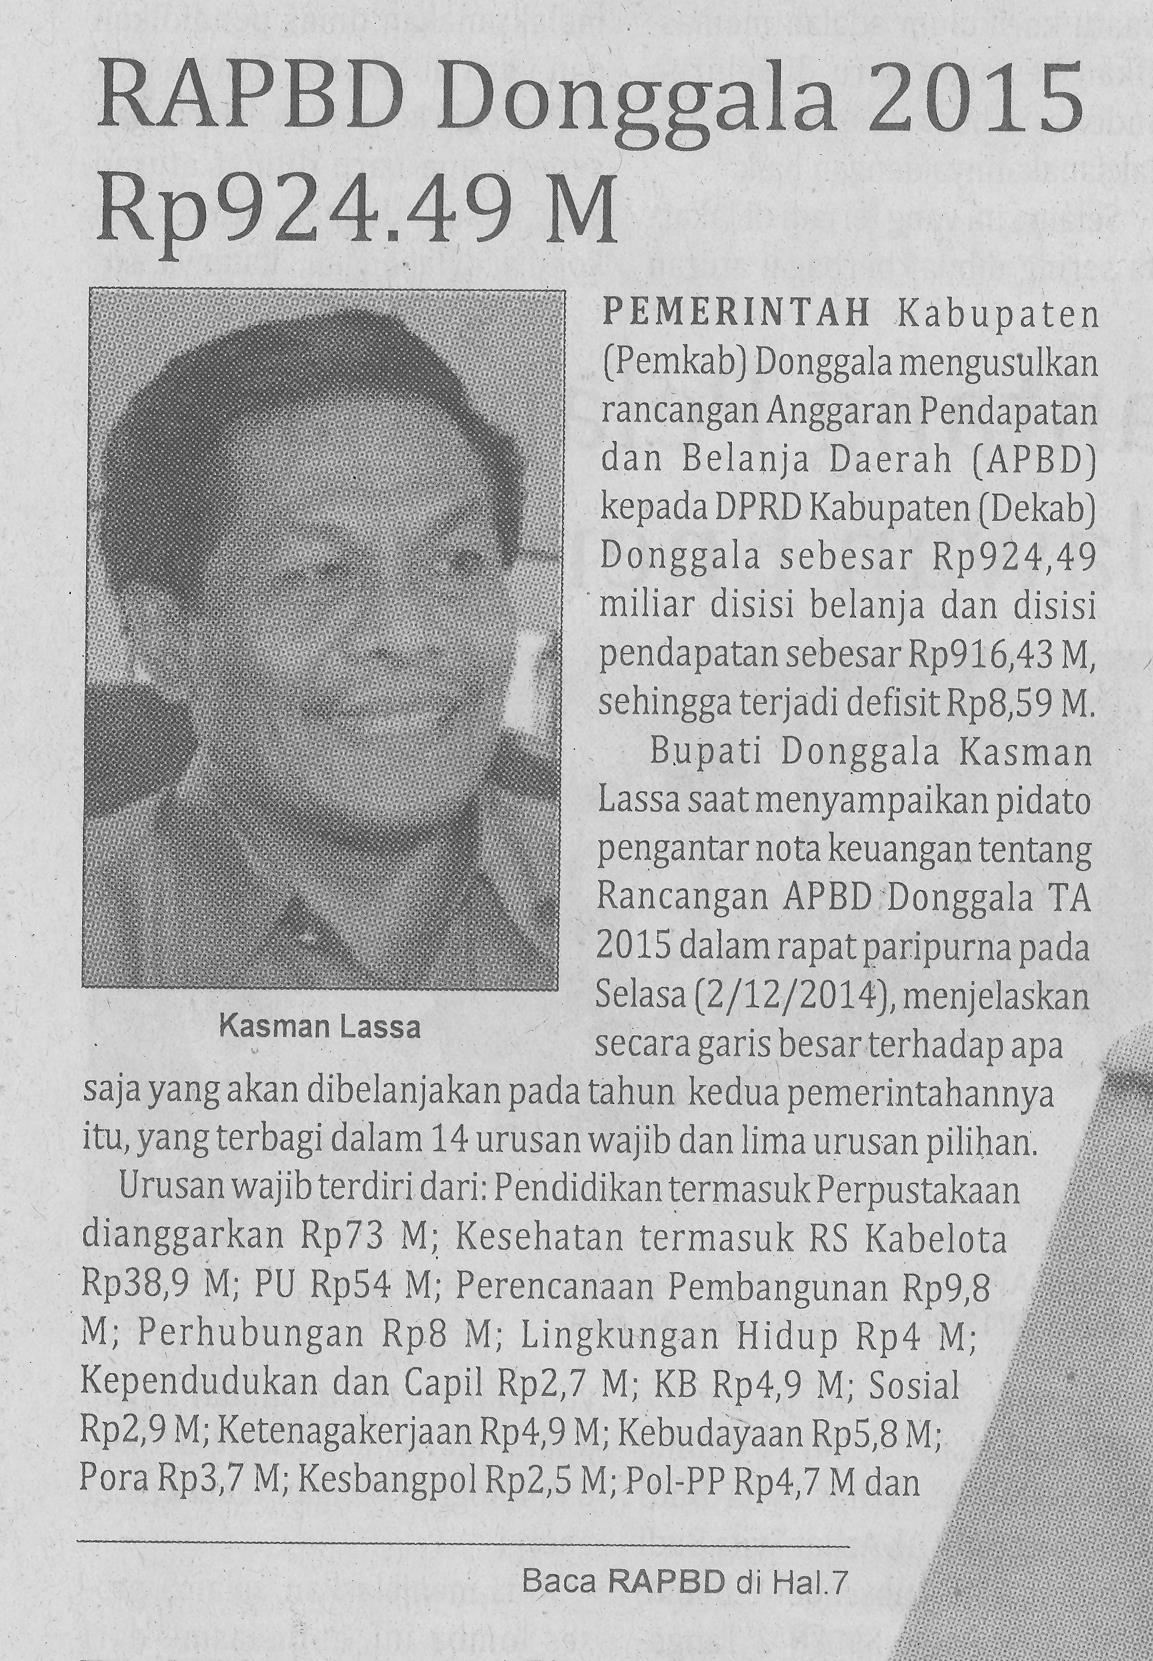 RAPBD Donggala 2015
Rp924.49 M
PEMERINTAH Kabupaten
(Pemkab) Donggala mengusulkan
rancangan Anggaran Pendapatan
dan Belanja Daerah (APBD)
kepada DPRD Kabupaten (Dekab)
Donggala sebesar Rp924,49
miliar disisi belanja dan disisi
pendapatan sebesar Rp916,43 M,
sehingga terjadi defisit Rp8,59 M.
Bupati Donggala Kasman
Lassa saat menyampaikan pidato
pengantar nota keuangan tentang
Rancangan APBD Donggala TA
2015 dalam rapat paripurna pada
Selasa (2/12/2014), menjelaskan
secara garis besar terhadap apa
Kasman Lassa
saja yang akan dibelanjakan pada tahun kedua pemerintahannya
itu, yang terbagi dalam 14 urusan wajib dan lima urusan pilihan.
Urusan wajib terdiri dari: Pendidikan termasuk Perpustakaan
dianggarkan Rp73 M; Kesehatan termasuk RS Kabelota
Rp38,9 M; PU Rp54 M; Perencanaan Pembangunan Rp9,8
M; Perhubungan Rp8 M; Lingkungan Hidup Rp4 M;
Kependudukan dan Capil Rp2,7 M; KB Rp4,9 M; Sosial
Rp2,9 M; Ketenagakerjaan Rp4,9 M; Kebudayaan Rp5,8 M;
Pora Rp3,7 M; Kesbangpol Rp2,5 M; Pol-PP Rp4,7 M dan
Baca RAPBD di Hal.7